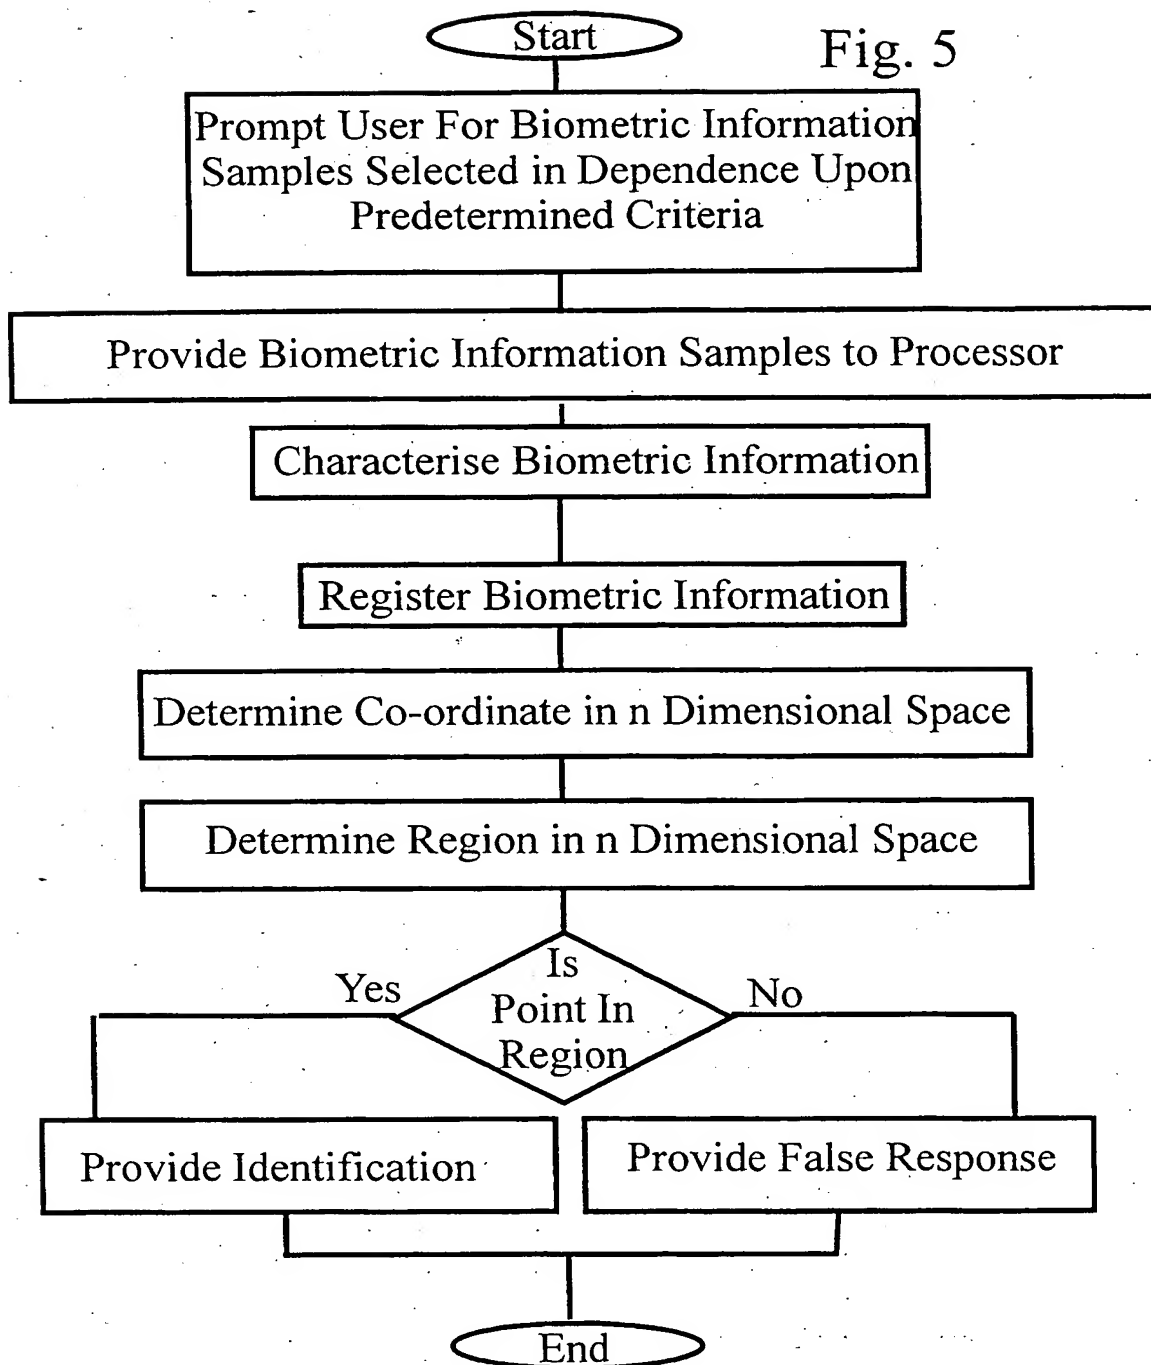 Start
Fig. 5
Prompt User For Biometric Information
Samples Selected in Dependence Upon
Predetermined Criteria
Provide Biometric Information Samples to Processor
Characterise Biometric Information
Register Biometric Information
Determine Co-ordinate in n Dimensional Space
Determine Region in n Dimensional Space
Is
Yes
No
Point In
Region
Provide Identification
Provide False Response
End